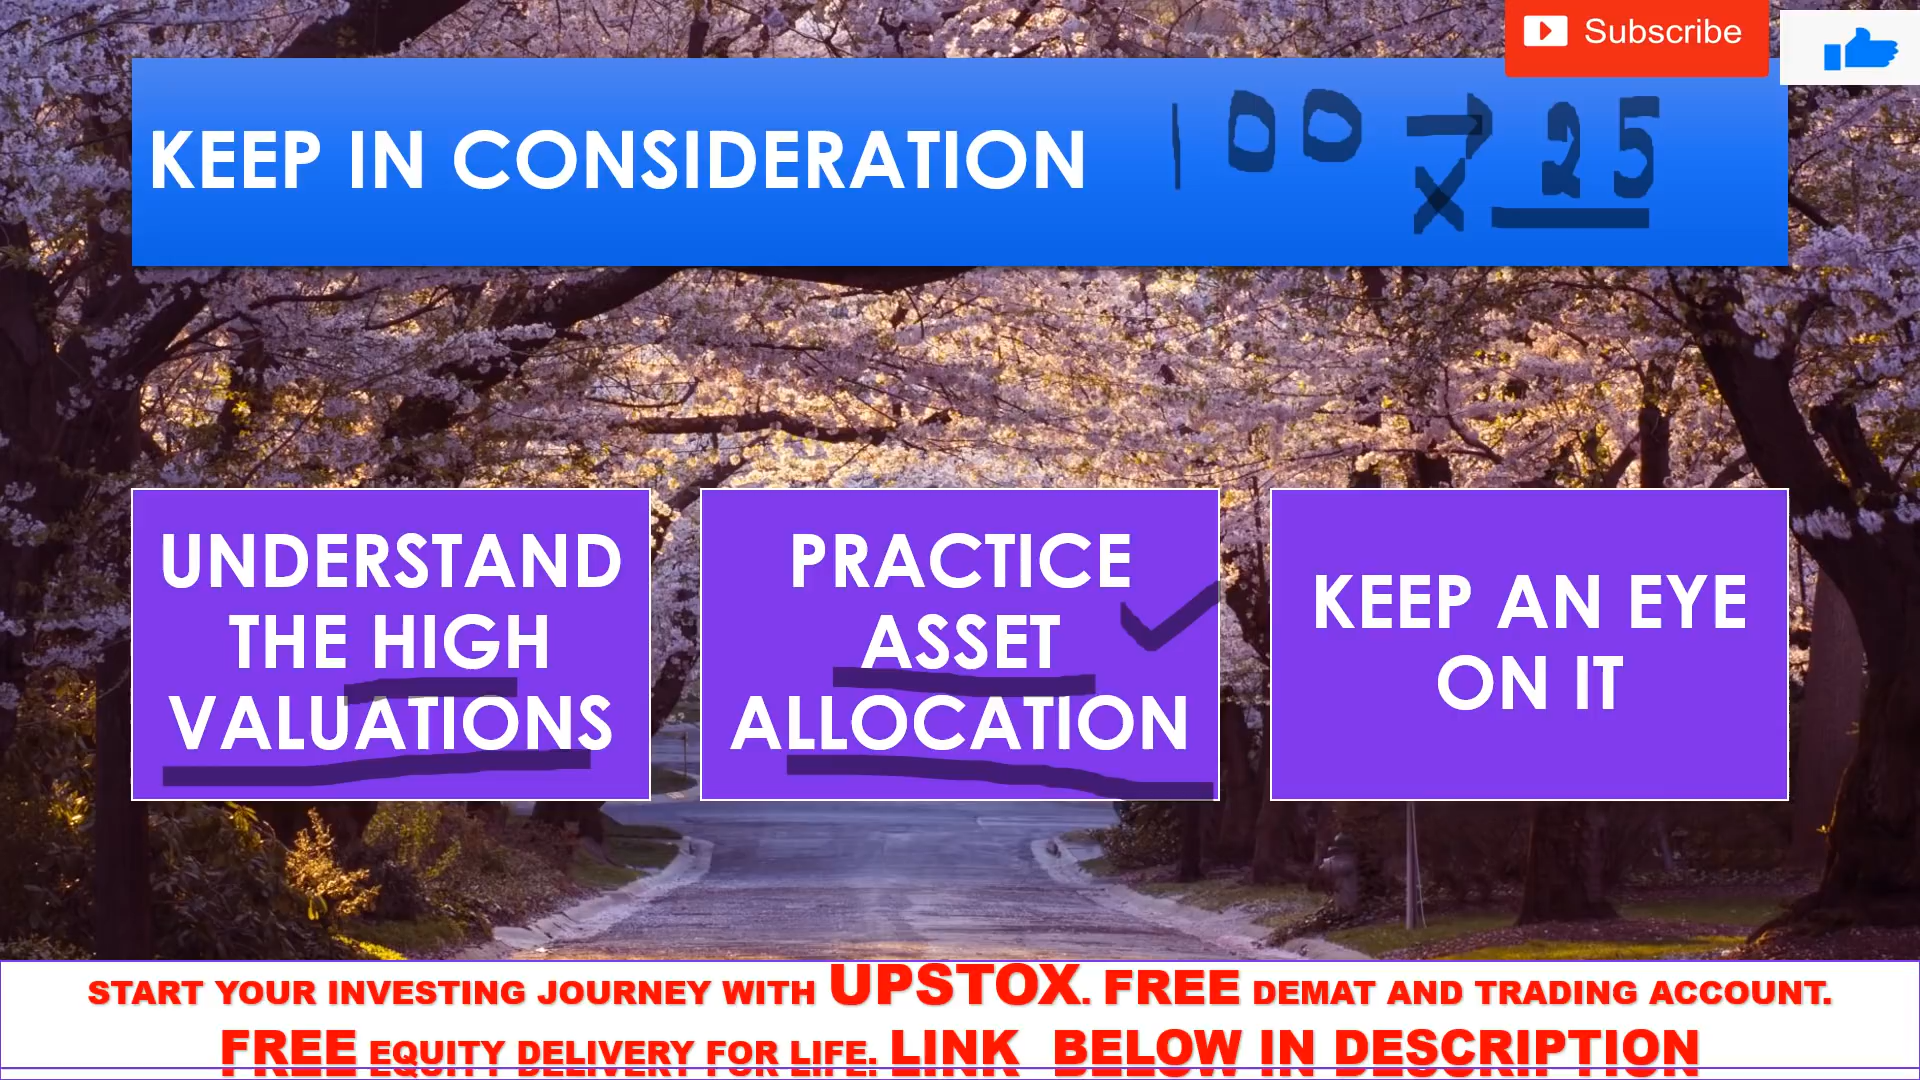 Subscribe
KEEP IN CONSIDERATION
100 → 25
x
UNDERSTAND
THE HIGH
VALUATIONS
PRACTICE
ASSET
ALLOCATION
KEEP AN EYE
ON IT
START YOUR INVESTING JOURNEY WITH UPSTOX. FREE DEMAT AND TRADING ACCOUNT.
FREE EQUITY DELIVERY FOR LIFE. LINK BELOW IN DESCRIPTION